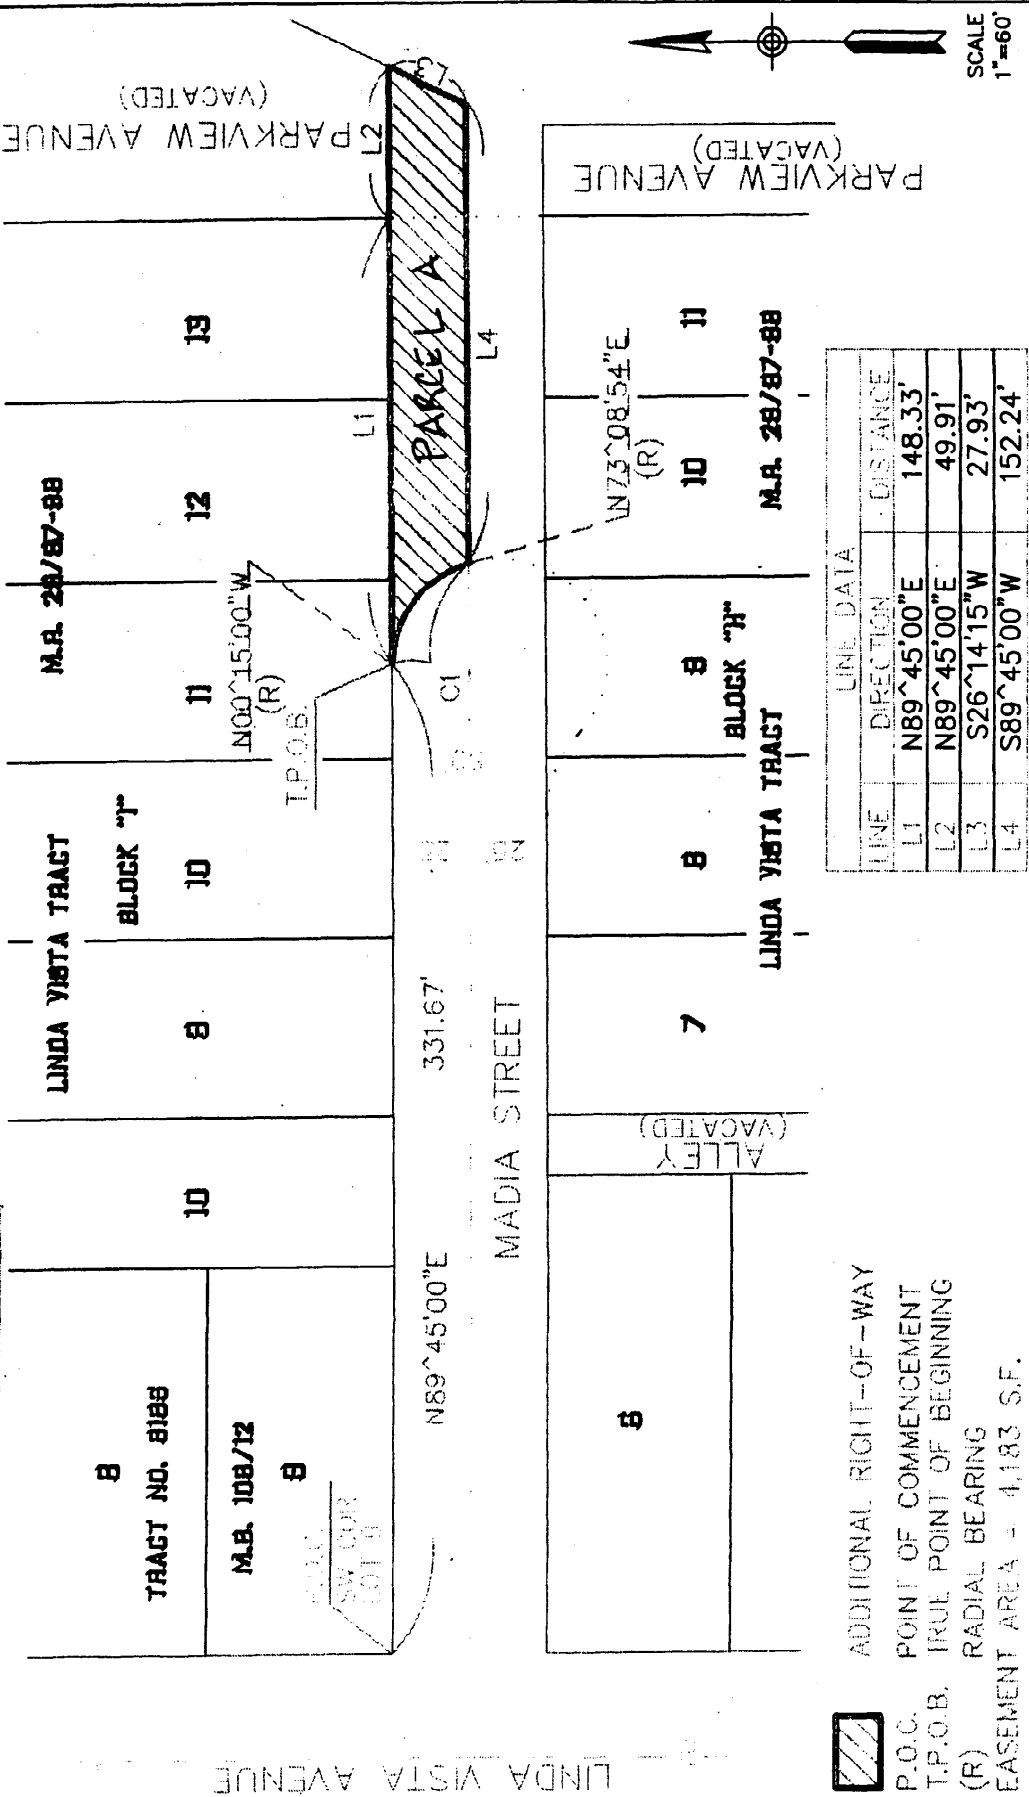 LINDA VISTA TRACT
M.R. 28/87-88
BLOCK "I"
TRACT NO. 8188
M.B. 108/12
8
8
10
9
10
11
12
13
PARKVIEW AVENUE
(VACATED)
N00^15'00"W
(R)
T.P.O.B.
SW COR
L1
L2
L3
L4
PARCEL A
C1
N89^45'00"E
331.67'
MADIA STREET
N73^08'54"E
(R)
LINDA VISTA AVENUE
8
ALLEY
(VACATED)
7
8
9
10
11
BLOCK "H"
LINDA VISTA TRACT
M.R. 28/87-88
PARKVIEW AVENUE
(VACATED)
SCALE
1"=60'
ADDITIONAL RIGHT-OF-WAY
P.O.C. POINT OF COMMENCEMENT
T.P.O.B. TRUE POINT OF BEGINNING
(R) RADIAL BEARING
EASEMENT AREA = 4,183 S.F.
LINE DATA
LINE DIRECTION DISTANCE
L1 N89^45'00"E 148.33'
L2 N89^45'00"E 49.91'
L3 S26^14'15"W 27.93'
L4 S89^45'00"W 152.24'